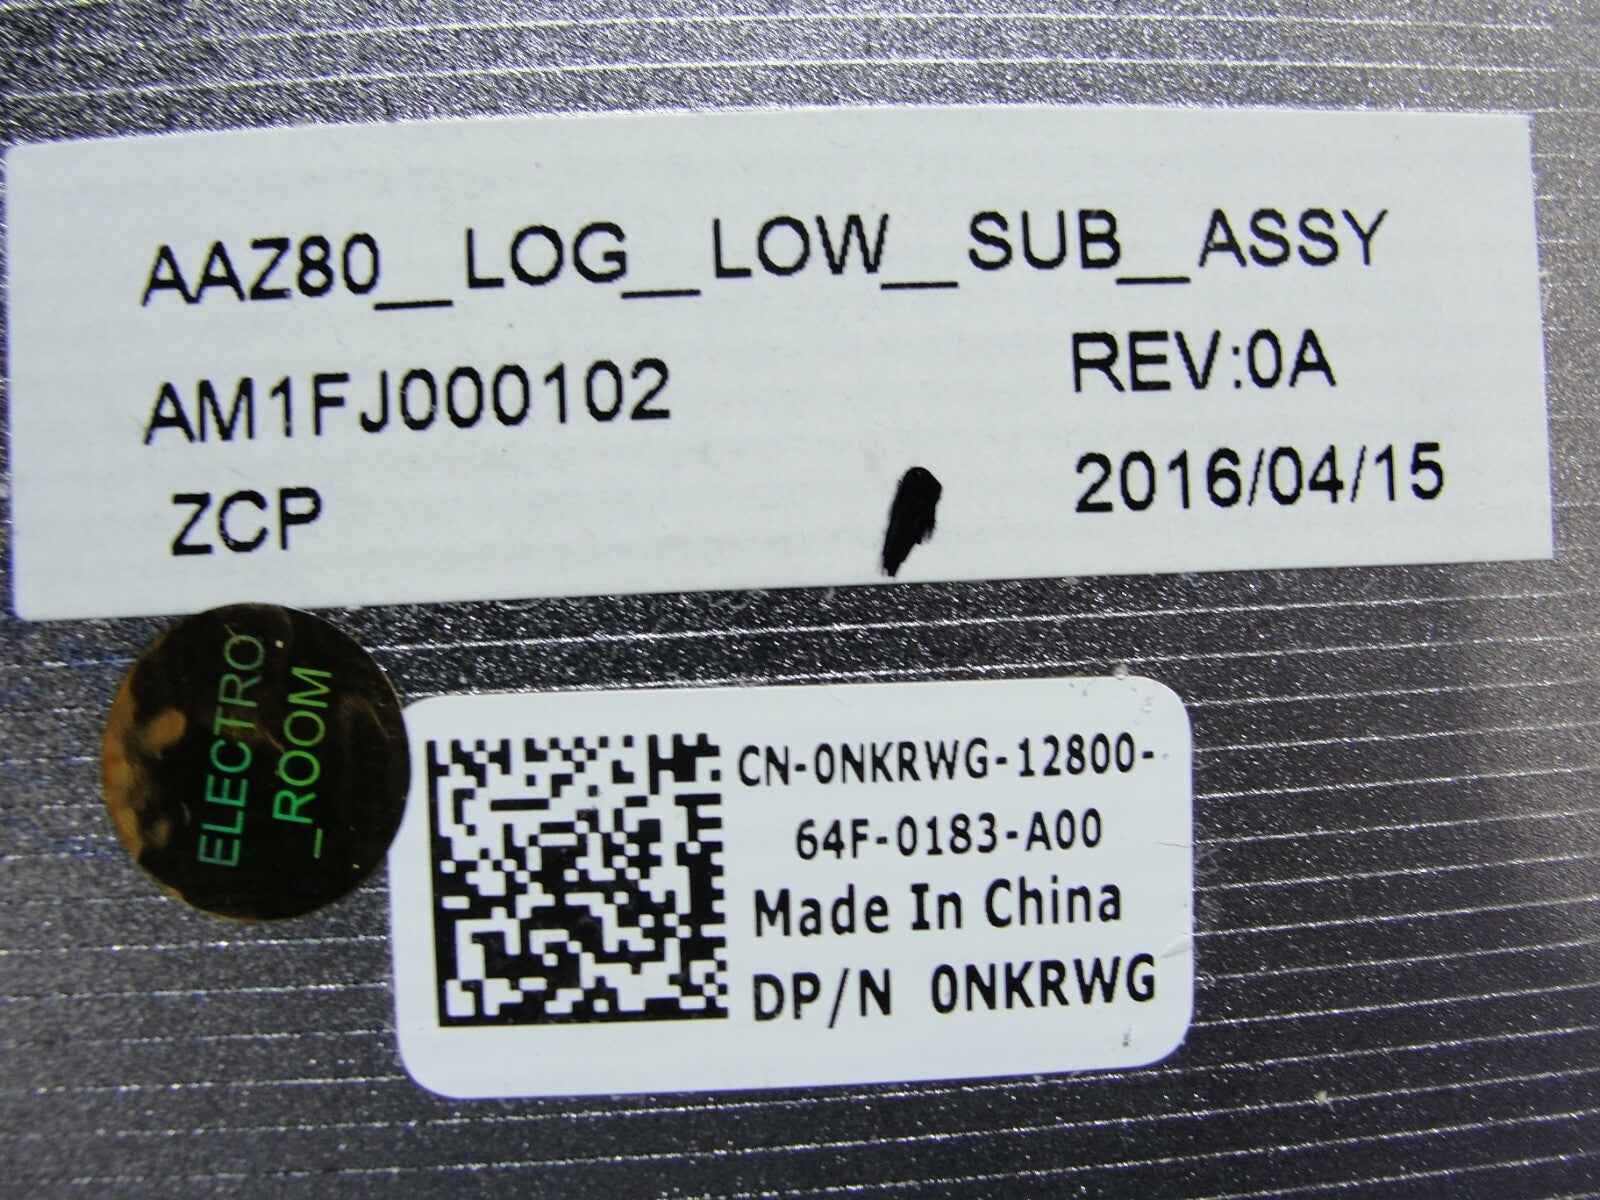 AAZ80_LOG_LOW_SUB_ASSY
AM1FJ000102
REV:0A
ZCP
2016/04/15
ELECTRO
_ROOM
CN-0NKRWG-12800-
64F-0183-A00
Made In China
DP/N 0NKRWG